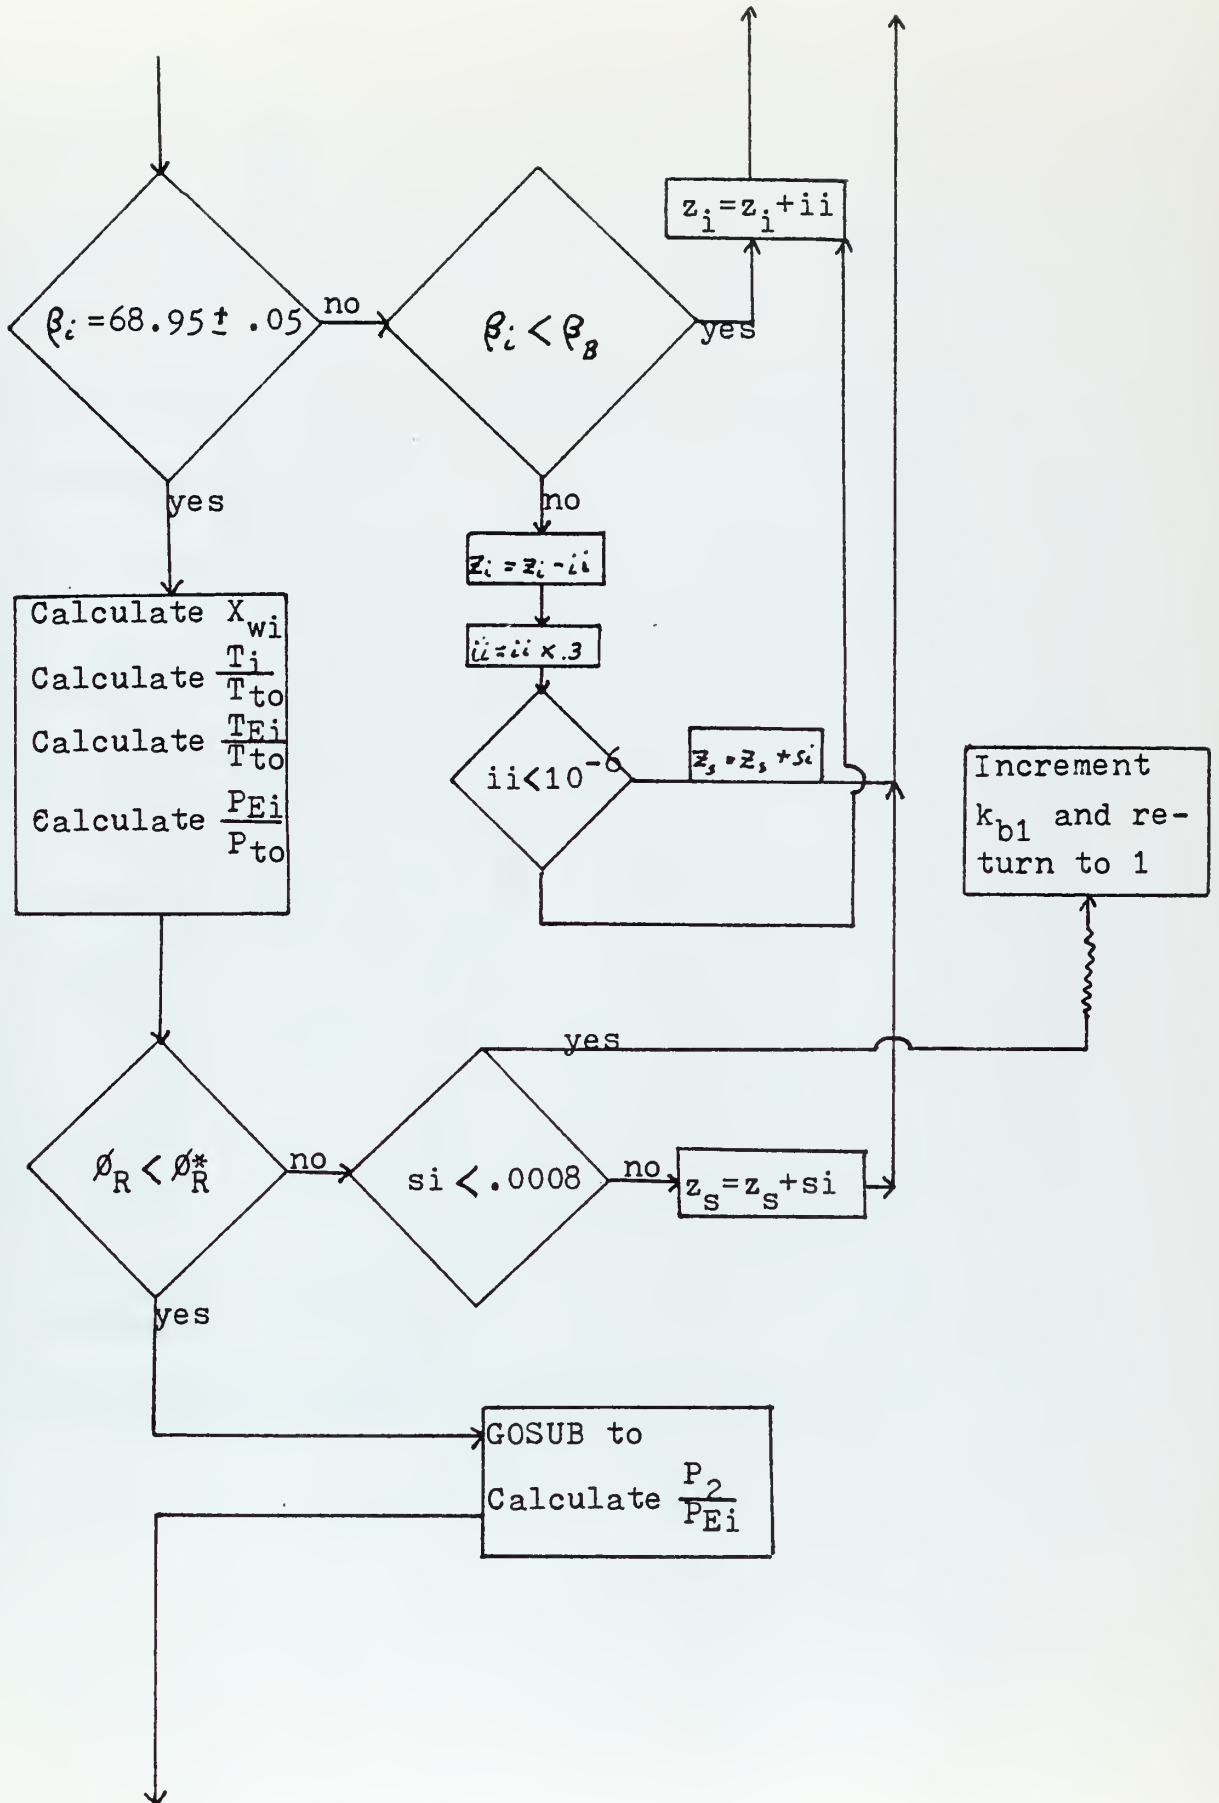 z_i=z_i+ii
β_i=68.95± .05
no
β_i < β_B
yes
yes
no
z_i = z_i - ii
ii = ii x .3
Calculate X_wi
Calculate T_i/T_to
Calculate T_Ei/T_to
Calculate P_Ei/P_to
ii<10^-6
z_s = z_s + si
Increment
k_b1 and re-
turn to 1
yes
Ø_R < Ø*_R
no
si < .0008
no
z_s=z_s+si
yes
GOSUB to
Calculate P_2/P_Ei